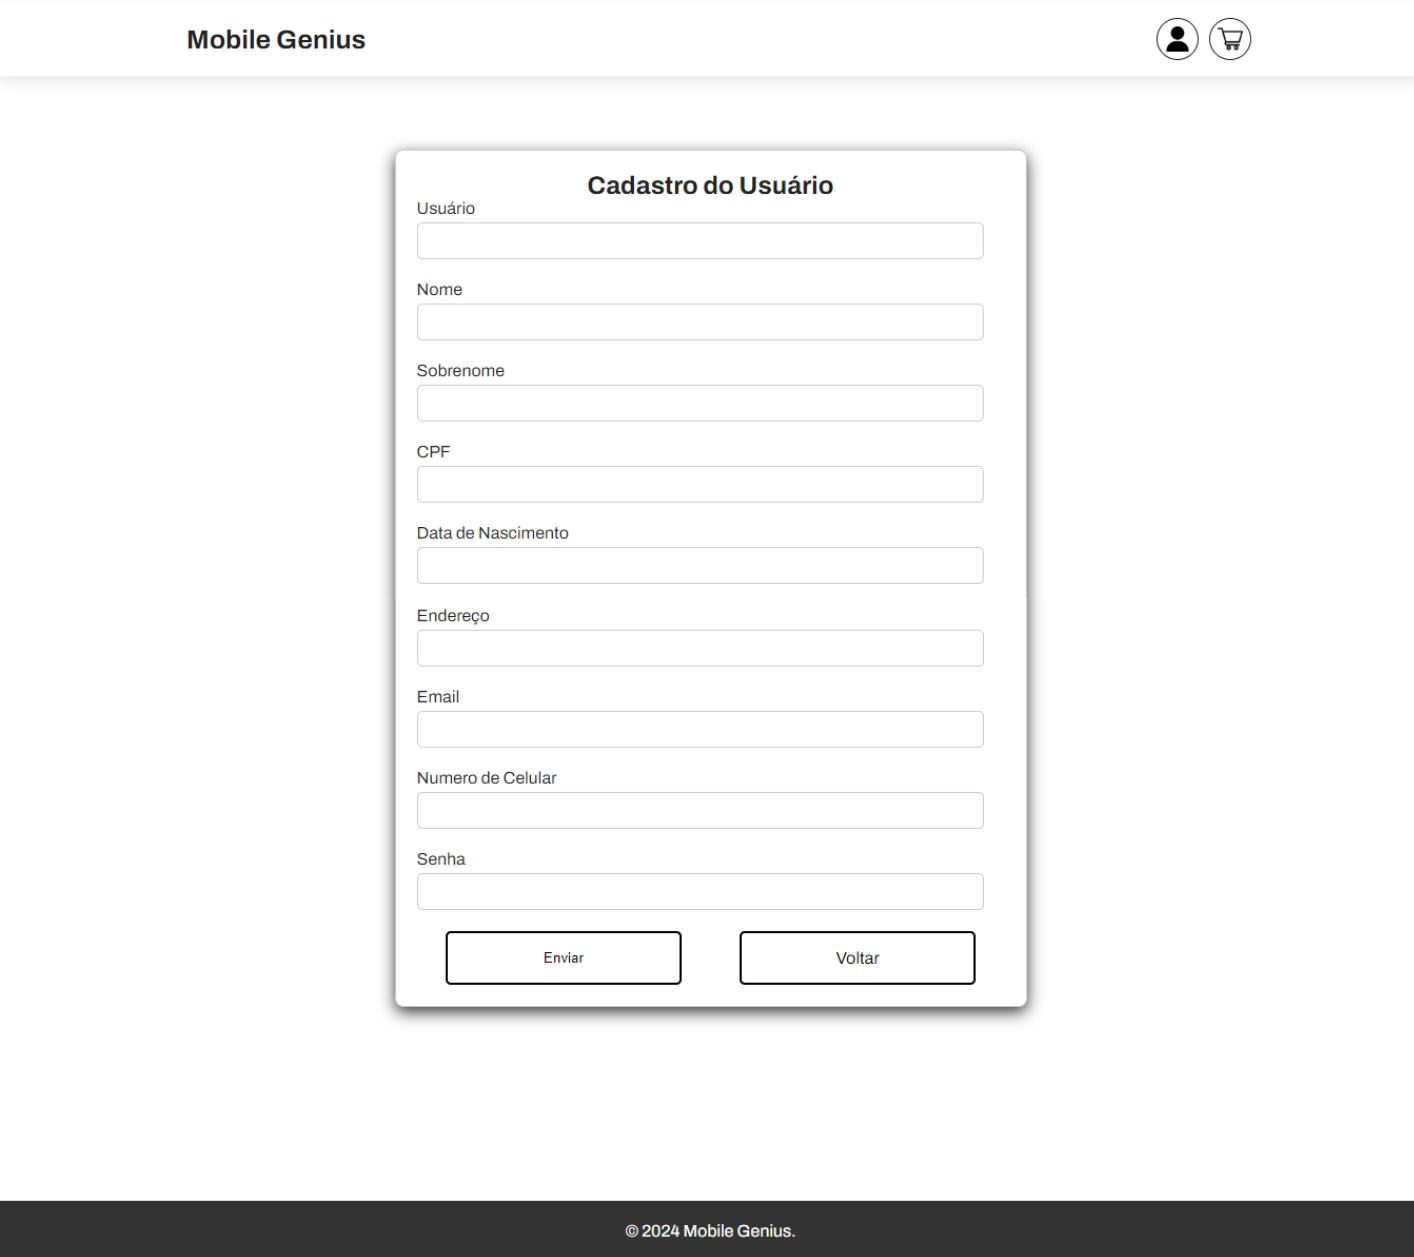 Mobile Genius
Cadastro do Usuário
Usuário
Nome
Sobrenome
CPF
Data de Nascimento
Endereço
Email
Numero de Celular
Senha
Enviar
Voltar
© 2024 Mobile Genius.